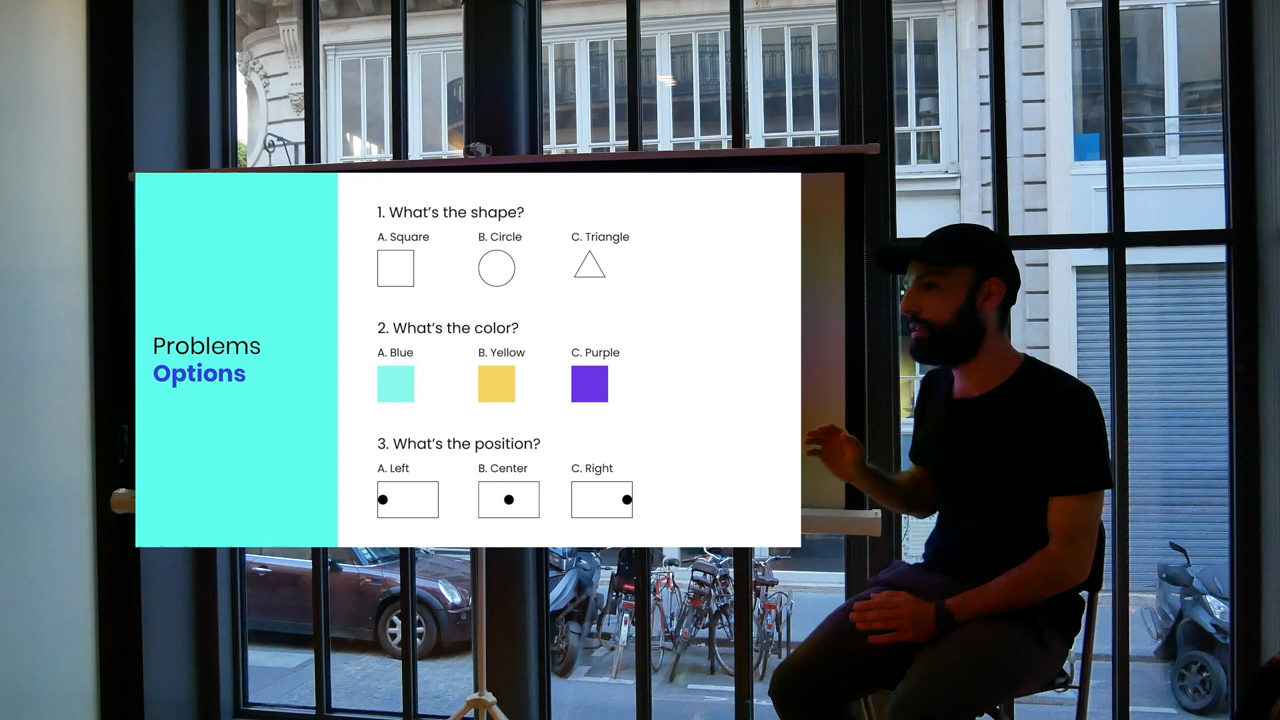 Problems
Options
1. What's the shape?
A. Square B. Circle C. Triangle
2. What's the color?
A. Blue B. Yellow C. Purple
3. What's the position?
A. Left B. Center C. Right